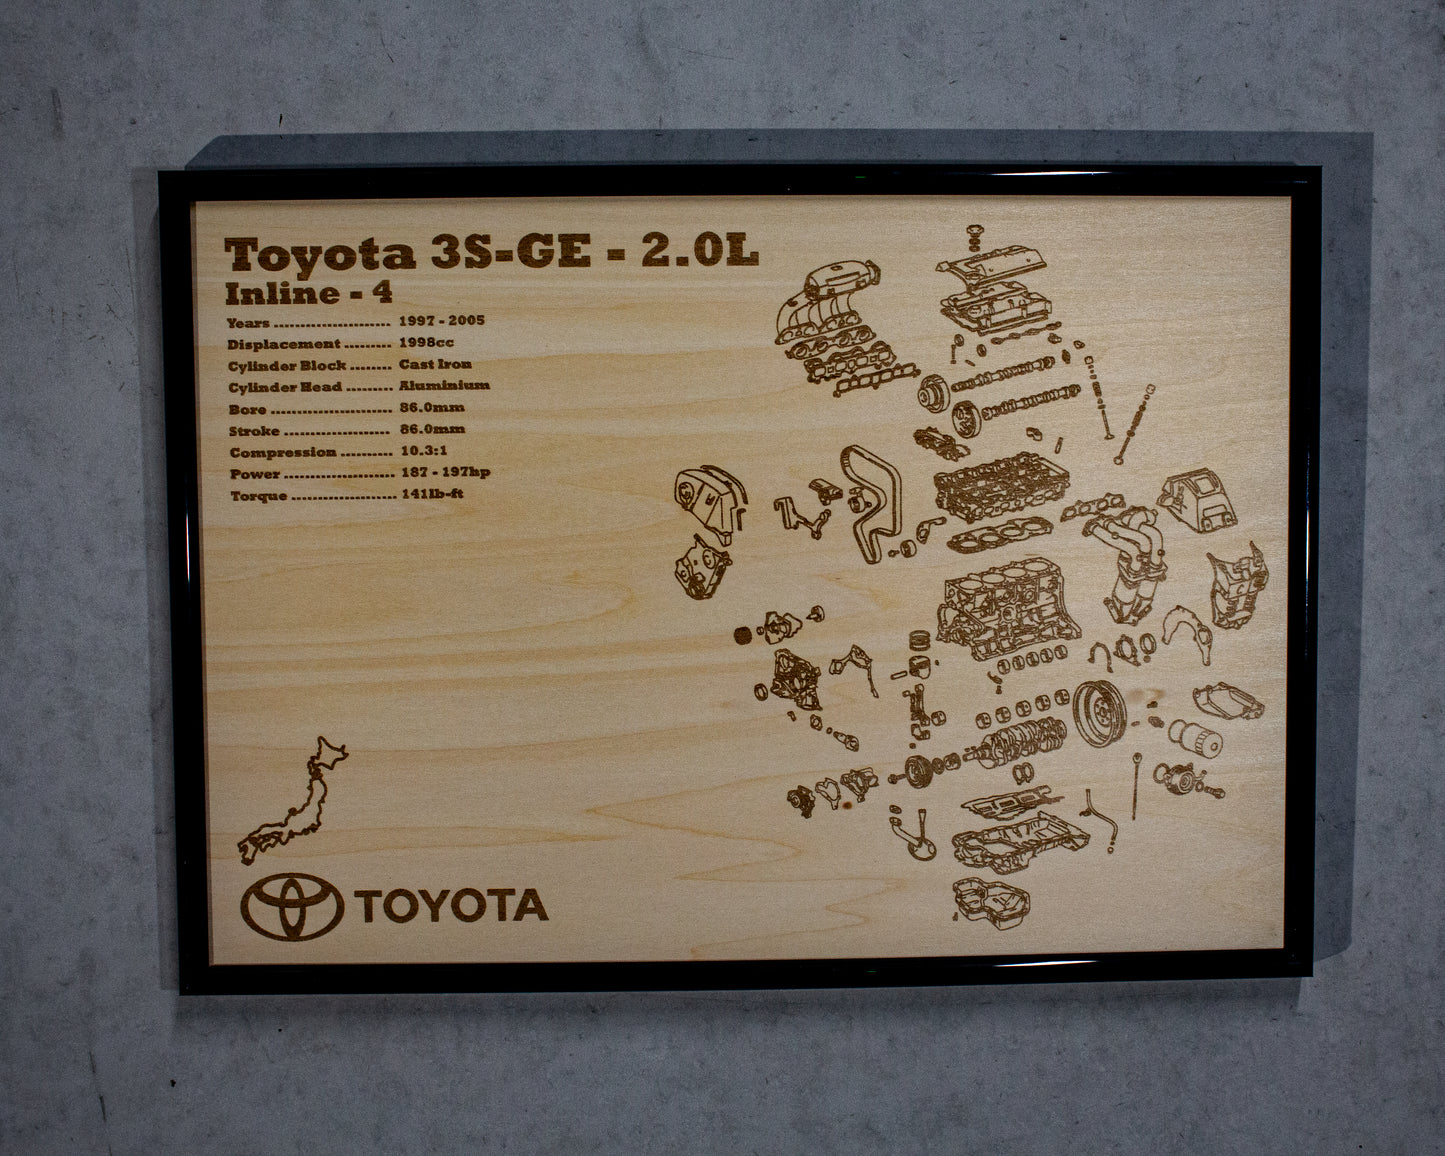 Toyota 3S-GE - 2.0L
Inline - 4
Years ...................... 1997 - 2005
Displacement ......... 1998cc
Cylinder Block ........ Cast Iron
Cylinder Head ......... Aluminium
Bore ....................... 86.0mm
Stroke .................... 86.0mm
Compression .......... 10.3:1
Power ..................... 187 - 197hp
Torque .................... 141lb-ft
TOYOTA